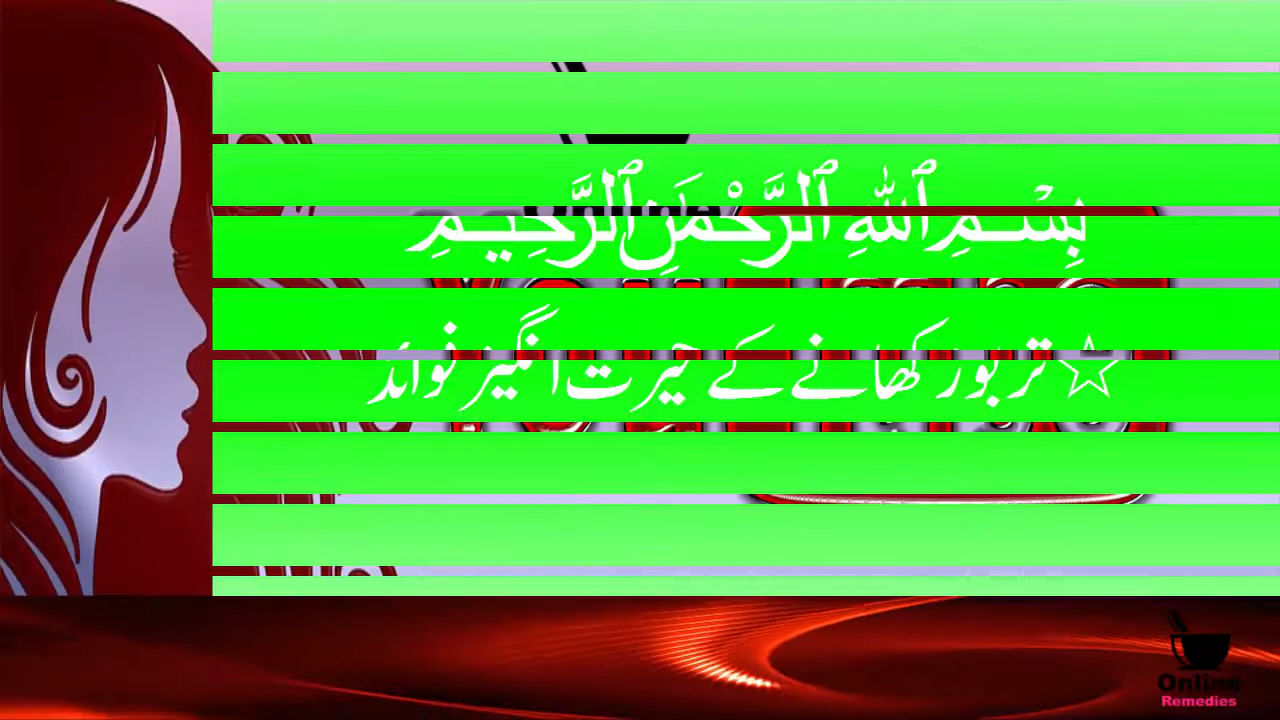 بِسْمِ ٱللَّهِ ٱلرَّحْمَٰنِ ٱلرَّحِيمِ
☆ تربوز کھانے کے حیرت انگیز فوائد
Online
Remedies